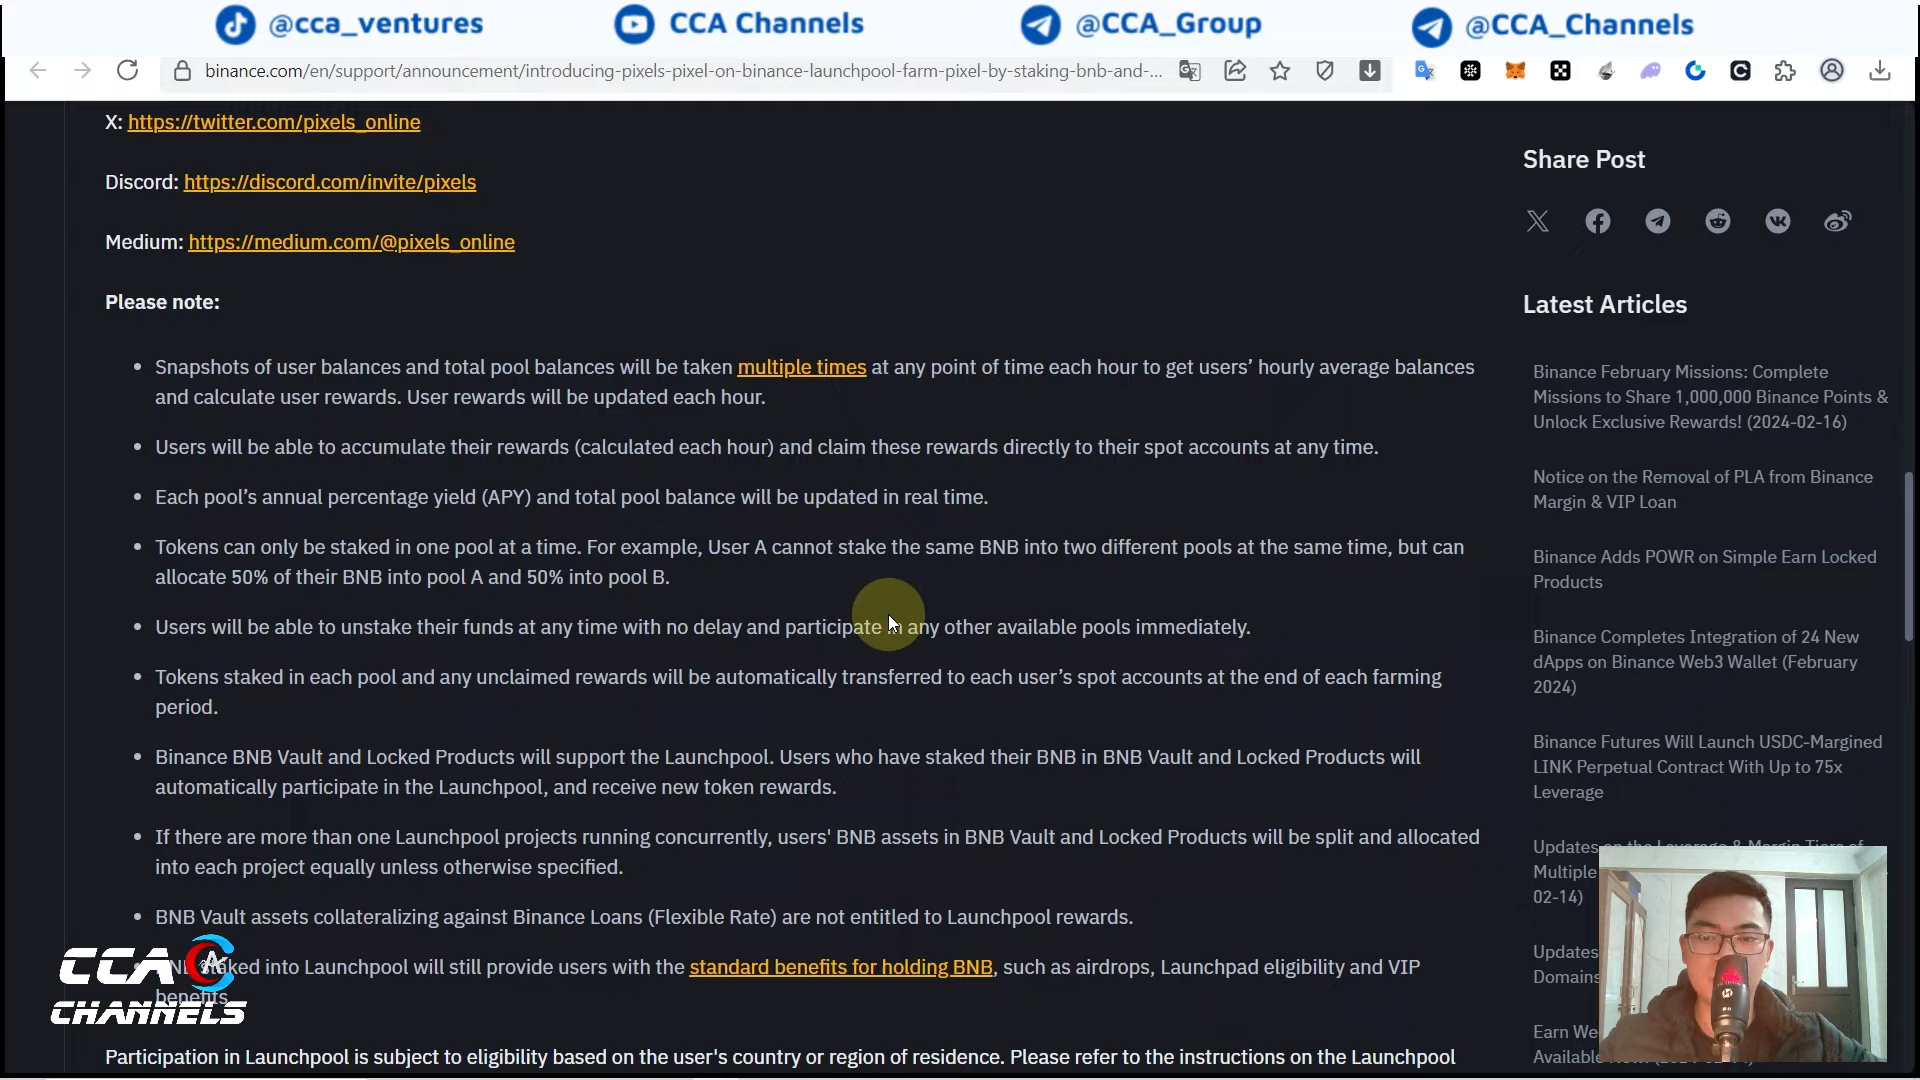 @cca_ventures
CCA Channels
@CCA_Group
@CCA_Channels
binance.com/en/support/announcement/introducing-pixels-pixel-on-binance-launchpool-farm-pixel-by-staking-bnb-and-...
X: https://twitter.com/pixels_online
Discord: https://discord.com/invite/pixels
Medium: https://medium.com/@pixels_online
Please note:
• Snapshots of user balances and total pool balances will be taken multiple times at any point of time each hour to get users’ hourly average balances
and calculate user rewards. User rewards will be updated each hour.
• Users will be able to accumulate their rewards (calculated each hour) and claim these rewards directly to their spot accounts at any time.
• Each pool’s annual percentage yield (APY) and total pool balance will be updated in real time.
• Tokens can only be staked in one pool at a time. For example, User A cannot stake the same BNB into two different pools at the same time, but can
allocate 50% of their BNB into pool A and 50% into pool B.
• Users will be able to unstake their funds at any time with no delay and participate in any other available pools immediately.
• Tokens staked in each pool and any unclaimed rewards will be automatically transferred to each user’s spot accounts at the end of each farming
period.
• Binance BNB Vault and Locked Products will support the Launchpool. Users who have staked their BNB in BNB Vault and Locked Products will
automatically participate in the Launchpool, and receive new token rewards.
• If there are more than one Launchpool projects running concurrently, users' BNB assets in BNB Vault and Locked Products will be split and allocated
into each project equally unless otherwise specified.
• BNB Vault assets collateralizing against Binance Loans (Flexible Rate) are not entitled to Launchpool rewards.
staked into Launchpool will still provide users with the standard benefits for holding BNB, such as airdrops, Launchpad eligibility and VIP
benefits
Participation in Launchpool is subject to eligibility based on the user's country or region of residence. Please refer to the instructions on the Launchpool
CCA
CHANNELS
Share Post
Latest Articles
Binance February Missions: Complete
Missions to Share 1,000,000 Binance Points &
Unlock Exclusive Rewards! (2024-02-16)
Notice on the Removal of PLA from Binance
Margin & VIP Loan
Binance Adds POWR on Simple Earn Locked
Products
Binance Completes Integration of 24 New
dApps on Binance Web3 Wallet (February
2024)
Binance Futures Will Launch USDC-Margined
LINK Perpetual Contract With Up to 75x
Leverage
Updates on the Leverage & Margin Tiers of
Multiple
02-14)
Updates
Domains
Earn
Available